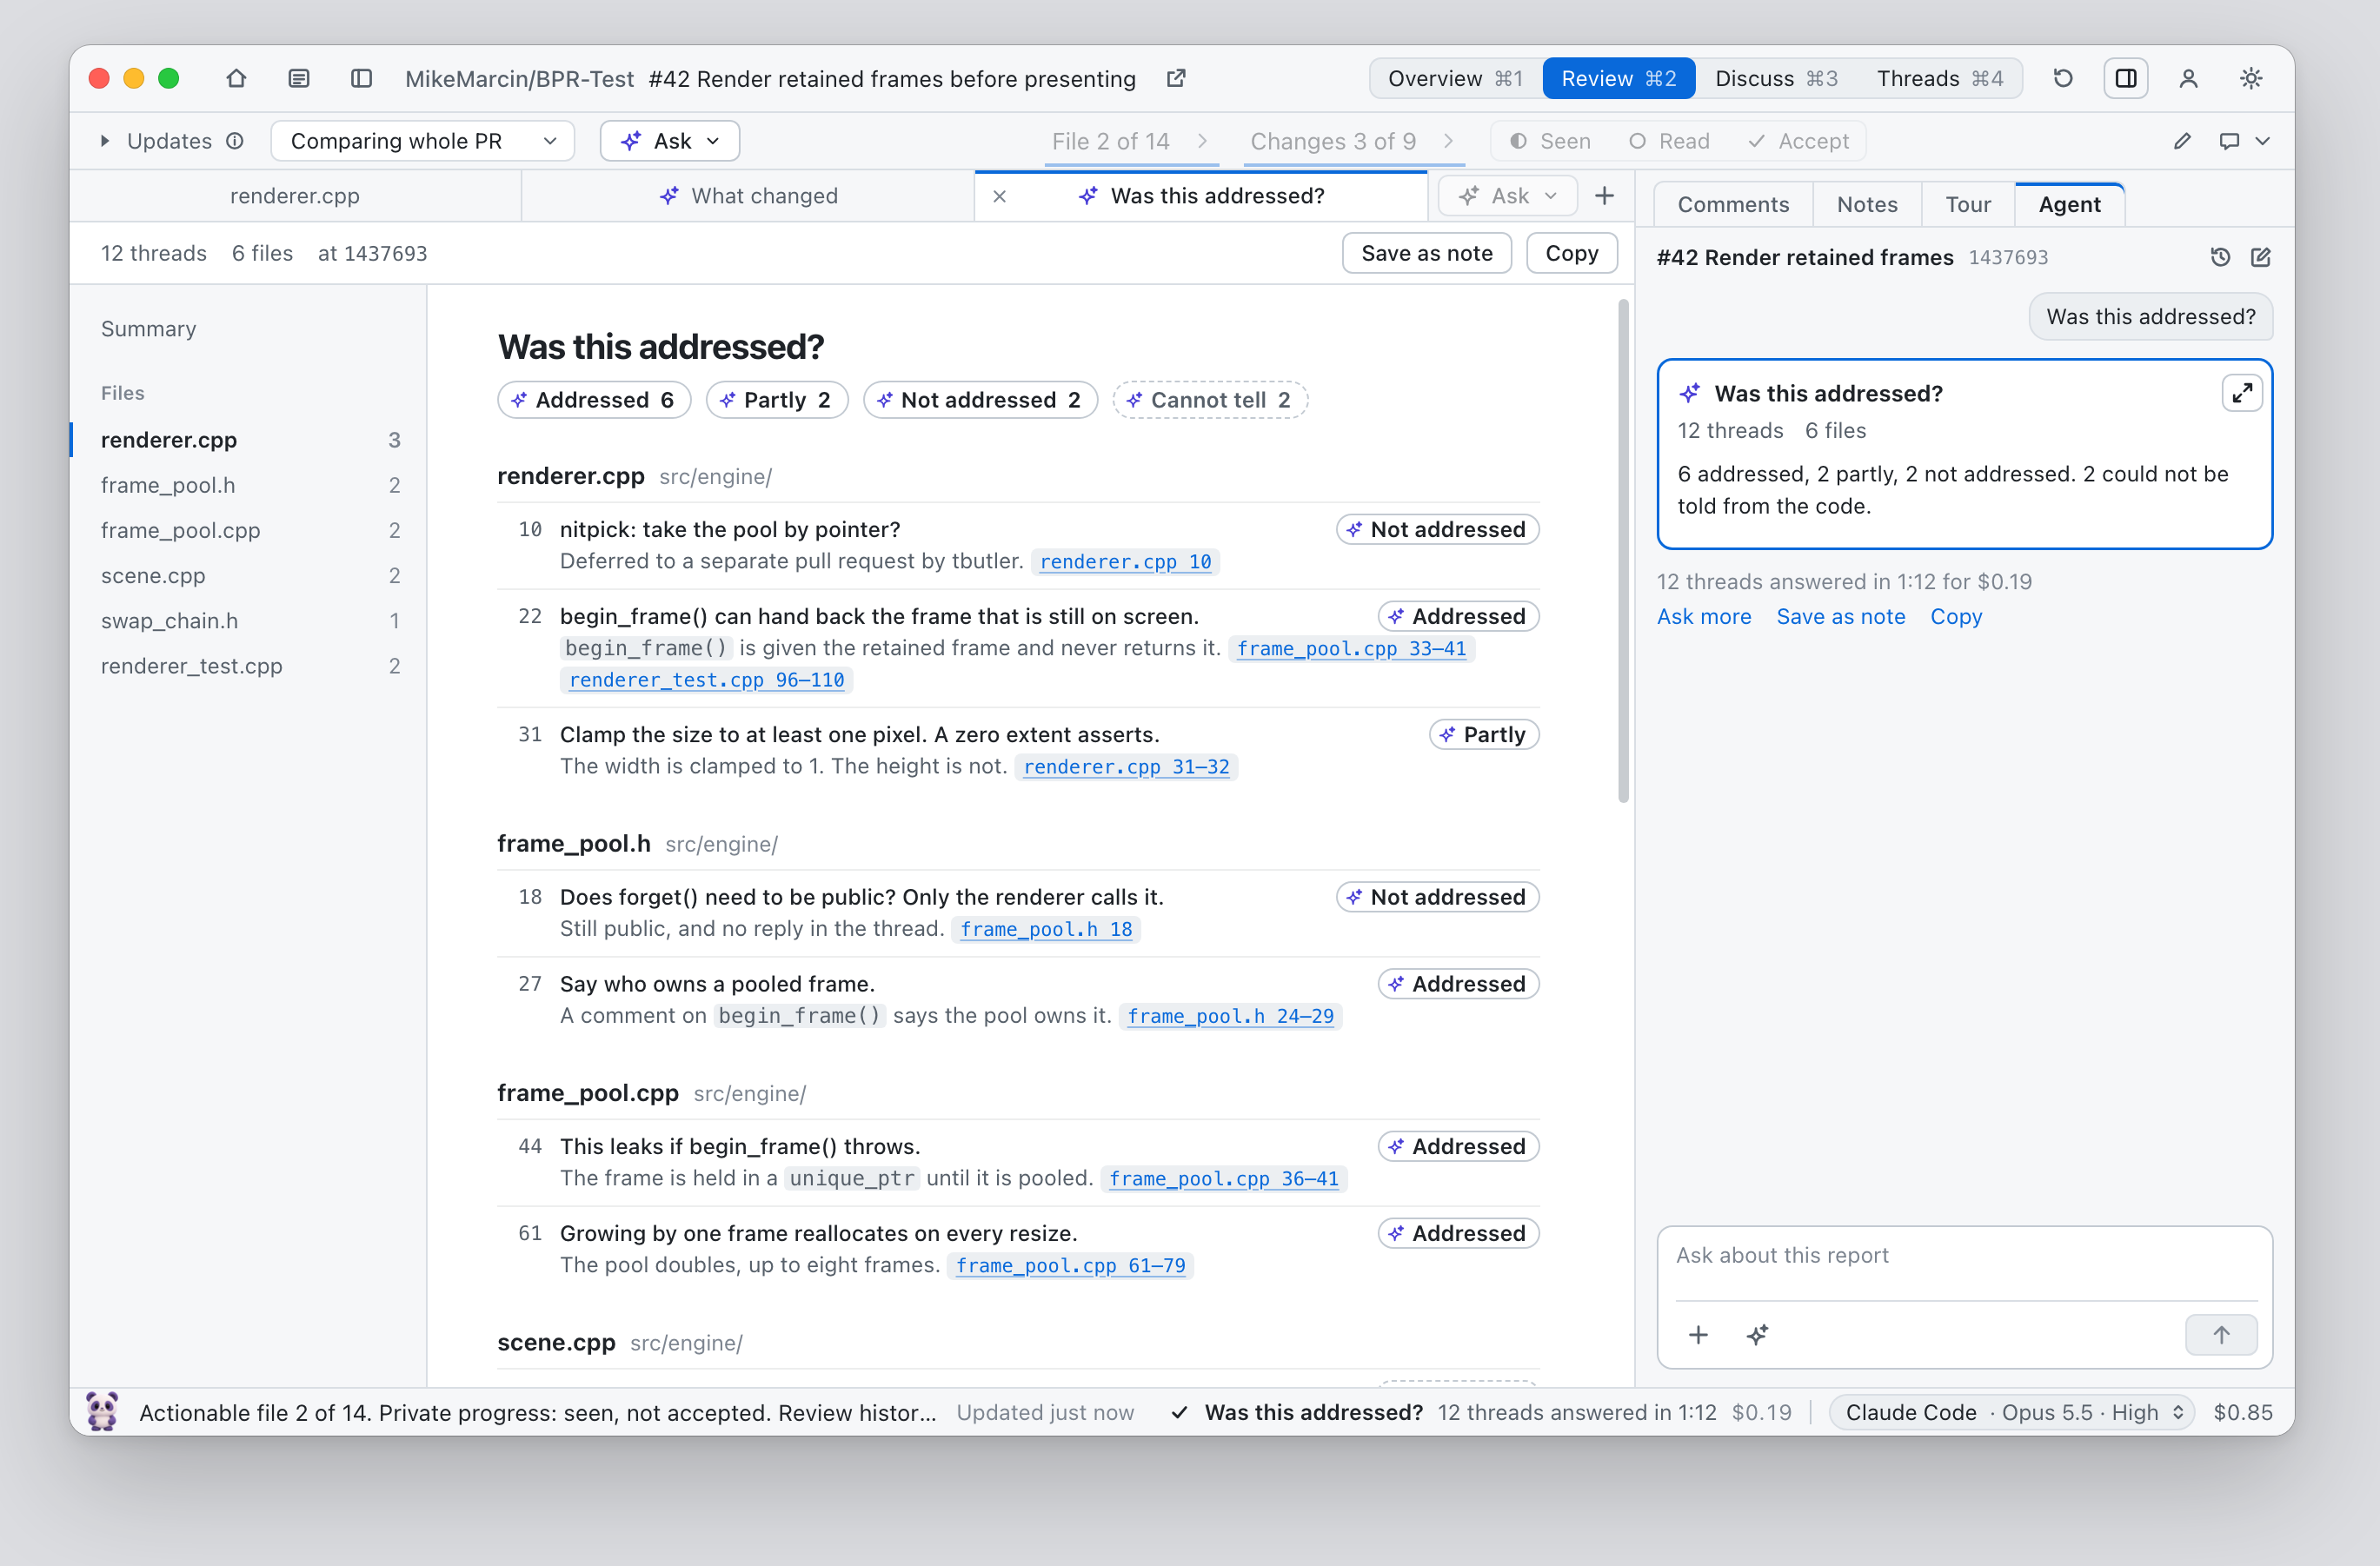 MikeMarcin/BPR-Test #42 Render retained frames before presenting
Overview ⌘1 Review ⌘2 Discuss ⌘3 Threads ⌘4
Updates Comparing whole PR Ask File 2 of 14 Changes 3 of 9 Seen Read Accept
renderer.cpp What changed Was this addressed? Ask
12 threads 6 files at 1437693 Save as note Copy
Summary
Files
renderer.cpp 3
frame_pool.h 2
frame_pool.cpp 2
scene.cpp 2
swap_chain.h 1
renderer_test.cpp 2
Was this addressed?
Addressed 6 Partly 2 Not addressed 2 Cannot tell 2
renderer.cpp src/engine/
10 nitpick: take the pool by pointer? Not addressed
Deferred to a separate pull request by tbutler. renderer.cpp 10
22 begin_frame() can hand back the frame that is still on screen. Addressed
begin_frame() is given the retained frame and never returns it. frame_pool.cpp 33–41
renderer_test.cpp 96–110
31 Clamp the size to at least one pixel. A zero extent asserts. Partly
The width is clamped to 1. The height is not. renderer.cpp 31–32
frame_pool.h src/engine/
18 Does forget() need to be public? Only the renderer calls it. Not addressed
Still public, and no reply in the thread. frame_pool.h 18
27 Say who owns a pooled frame. Addressed
A comment on begin_frame() says the pool owns it. frame_pool.h 24–29
frame_pool.cpp src/engine/
44 This leaks if begin_frame() throws. Addressed
The frame is held in a unique_ptr until it is pooled. frame_pool.cpp 36–41
61 Growing by one frame reallocates on every resize. Addressed
The pool doubles, up to eight frames. frame_pool.cpp 61–79
scene.cpp src/engine/
Comments Notes Tour Agent
#42 Render retained frames 1437693
Was this addressed?
Was this addressed?
12 threads 6 files
6 addressed, 2 partly, 2 not addressed. 2 could not be
told from the code.
12 threads answered in 1:12 for $0.19
Ask more Save as note Copy
Ask about this report
Actionable file 2 of 14. Private progress: seen, not accepted. Review histor... Updated just now Was this addressed? 12 threads answered in 1:12 $0.19 Claude Code · Opus 5.5 · High $0.85